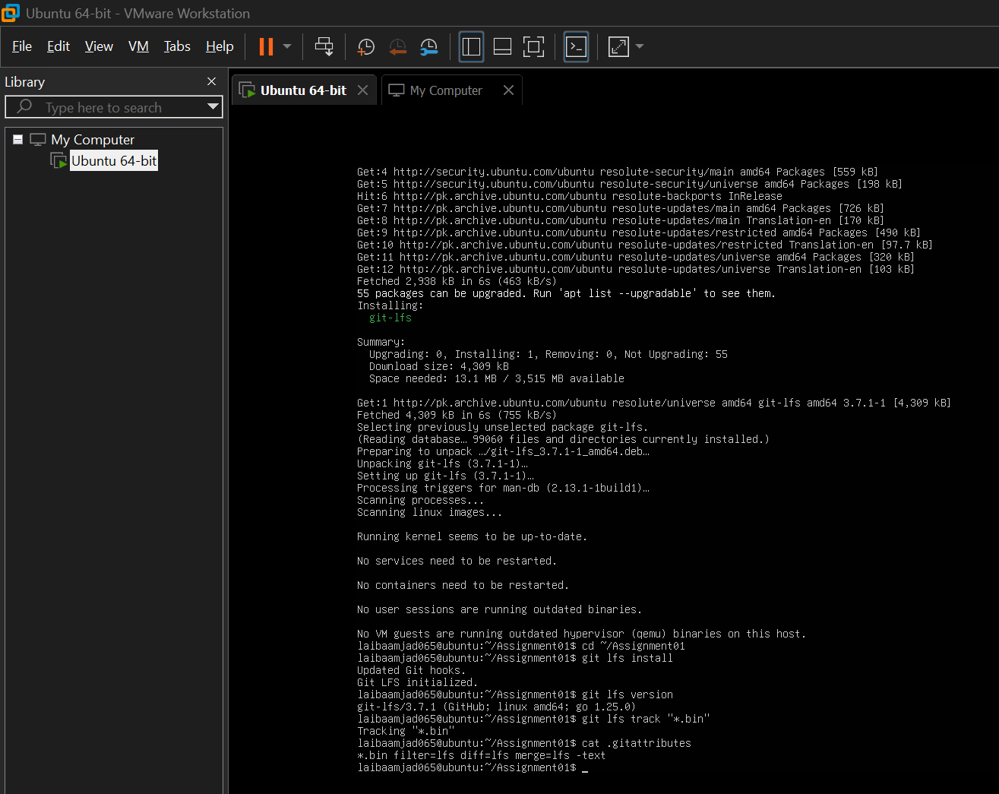 Ubuntu 64-bit - VMware Workstation
File Edit View VM Tabs Help
Library
Type here to search
My Computer
Ubuntu 64-bit
Ubuntu 64-bit
My Computer
Get:4 http://security.ubuntu.com/ubuntu resolute-security/main amd64 Packages [559 kB]
Get:5 http://security.ubuntu.com/ubuntu resolute-security/universe amd64 Packages [198 kB]
Hit:6 http://pk.archive.ubuntu.com/ubuntu resolute-backports InRelease
Get:7 http://pk.archive.ubuntu.com/ubuntu resolute-updates/main amd64 Packages [726 kB]
Get:8 http://pk.archive.ubuntu.com/ubuntu resolute-updates/main Translation-en [170 kB]
Get:9 http://pk.archive.ubuntu.com/ubuntu resolute-updates/restricted amd64 Packages [490 kB]
Get:10 http://pk.archive.ubuntu.com/ubuntu resolute-updates/restricted Translation-en [97.7 kB]
Get:11 http://pk.archive.ubuntu.com/ubuntu resolute-updates/universe amd64 Packages [320 kB]
Get:12 http://pk.archive.ubuntu.com/ubuntu resolute-updates/universe Translation-en [103 kB]
Fetched 2,938 kB in 6s (463 kB/s)
55 packages can be upgraded. Run 'apt list --upgradable' to see them.
Installing:
git-lfs
Summary:
Upgrading: 0, Installing: 1, Removing: 0, Not Upgrading: 55
Download size: 4,309 kB
Space needed: 13.1 MB / 3,515 MB available
Get:1 http://pk.archive.ubuntu.com/ubuntu resolute/universe amd64 git-lfs amd64 3.7.1-1 [4,309 kB]
Fetched 4,309 kB in 6s (755 kB/s)
Selecting previously unselected package git-lfs.
(Reading database… 99060 files and directories currently installed.)
Preparing to unpack …/git-lfs_3.7.1-1_amd64.deb…
Unpacking git-lfs (3.7.1-1)…
Setting up git-lfs (3.7.1-1)…
Processing triggers for man-db (2.13.1-1build1)…
Scanning processes...
Scanning linux images...
Running kernel seems to be up-to-date.
No services need to be restarted.
No containers need to be restarted.
No user sessions are running outdated binaries.
No VM guests are running outdated hypervisor (qemu) binaries on this host.
laibaamjad065@ubuntu:~/Assignment01$ cd ~/Assignment01
laibaamjad065@ubuntu:~/Assignment01$ git lfs install
Updated Git hooks.
Git LFS initialized.
laibaamjad065@ubuntu:~/Assignment01$ git lfs version
git-lfs/3.7.1 (GitHub; linux amd64; go 1.25.0)
laibaamjad065@ubuntu:~/Assignment01$ git lfs track "*.bin"
Tracking "*.bin"
laibaamjad065@ubuntu:~/Assignment01$ cat .gitattributes
*.bin filter=lfs diff=lfs merge=lfs -text
laibaamjad065@ubuntu:~/Assignment01$ _